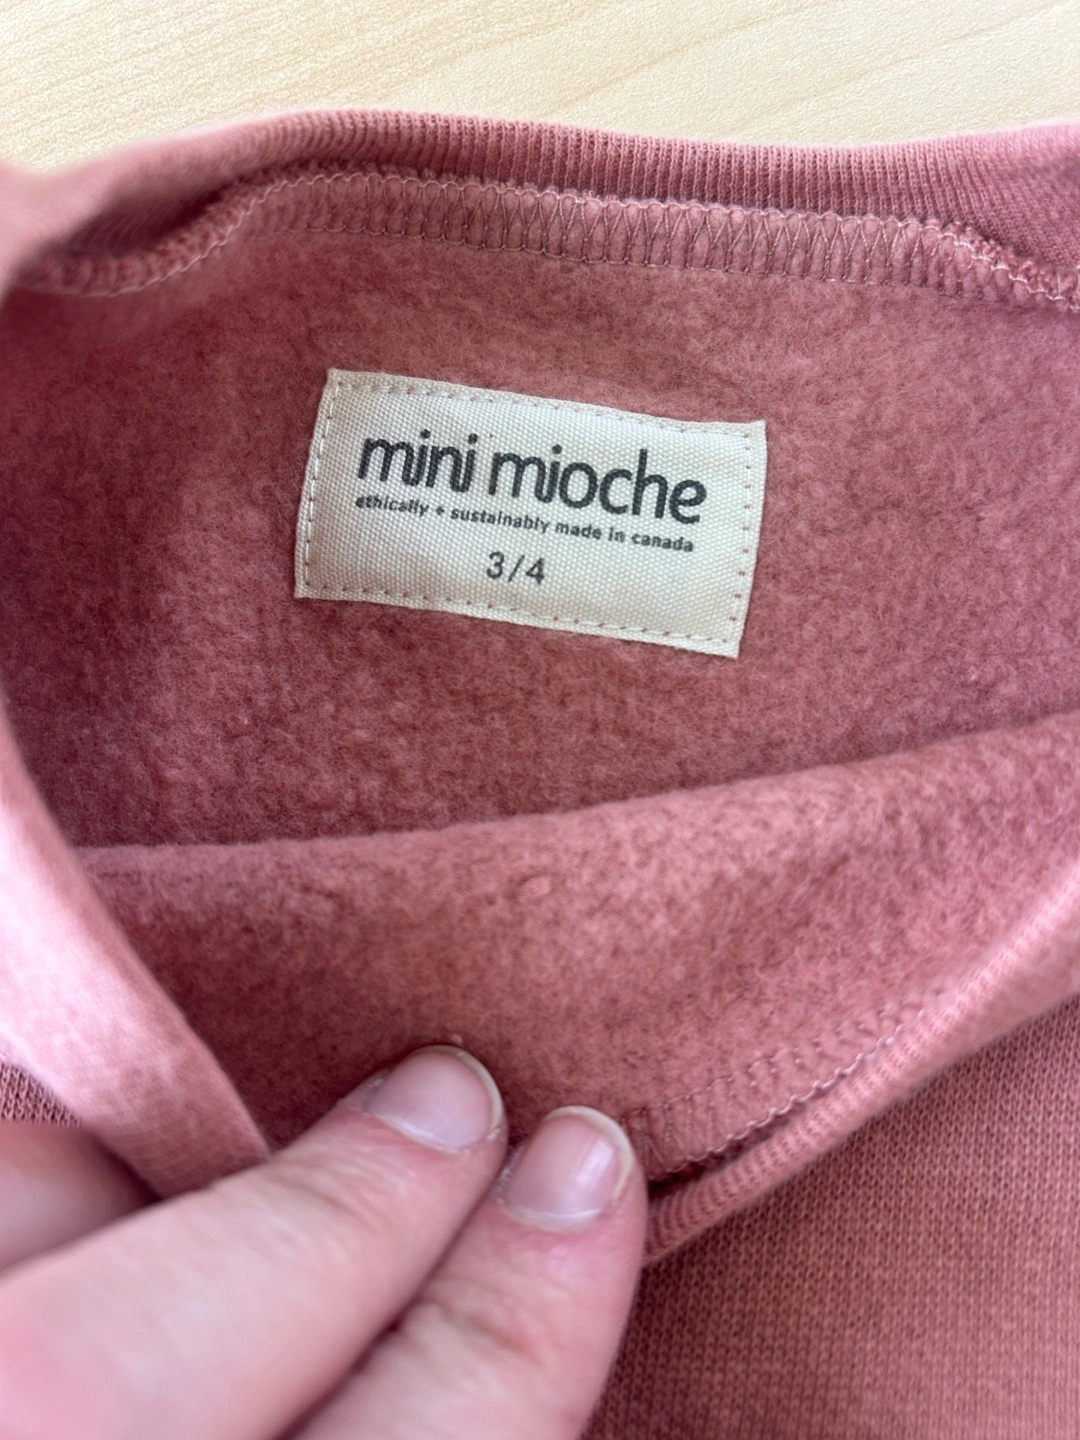 mini mioche
ethically + sustainably made in canada
3/4